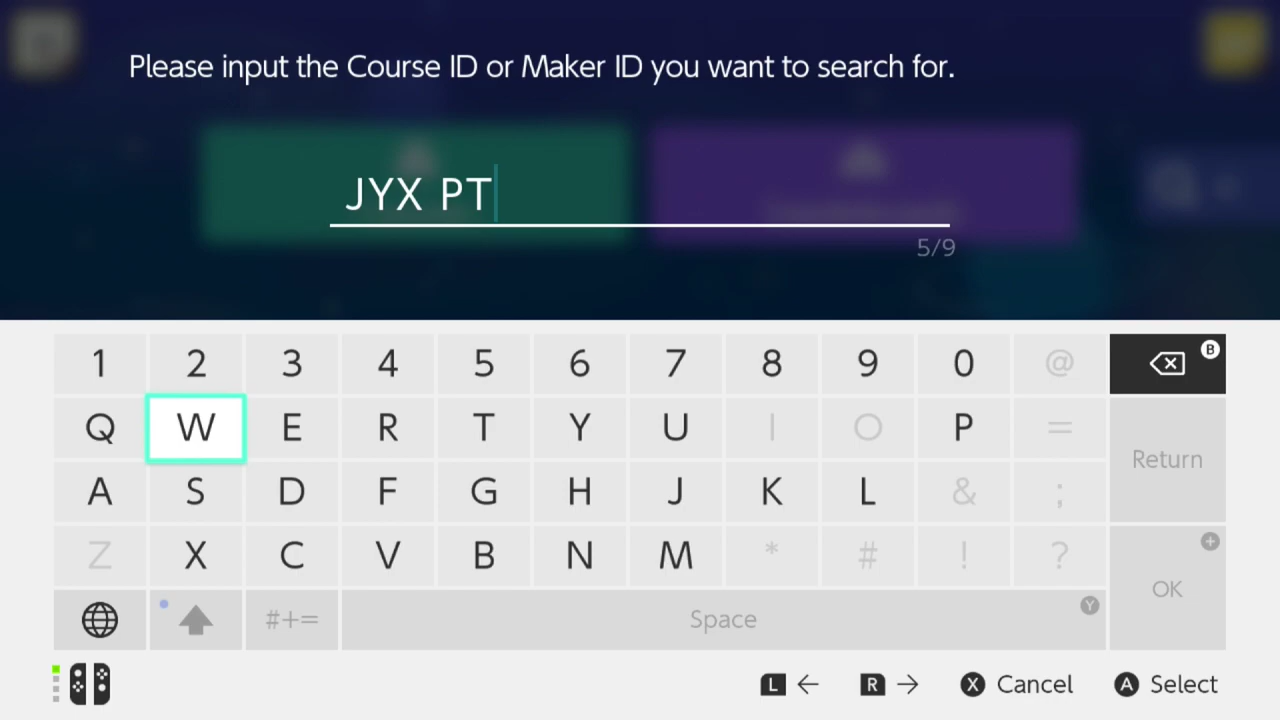 Please input the Course ID or Maker ID you want to search for.
JYX PT
5/9
1 2 3 4 5 6 7 8 9 0 @ B
Q W E R T Y U I O P = Return
A S D F G H J K L & ;
Z X C V B N M * # ! ? + OK
#+= Space Y
L ← R → X Cancel A Select